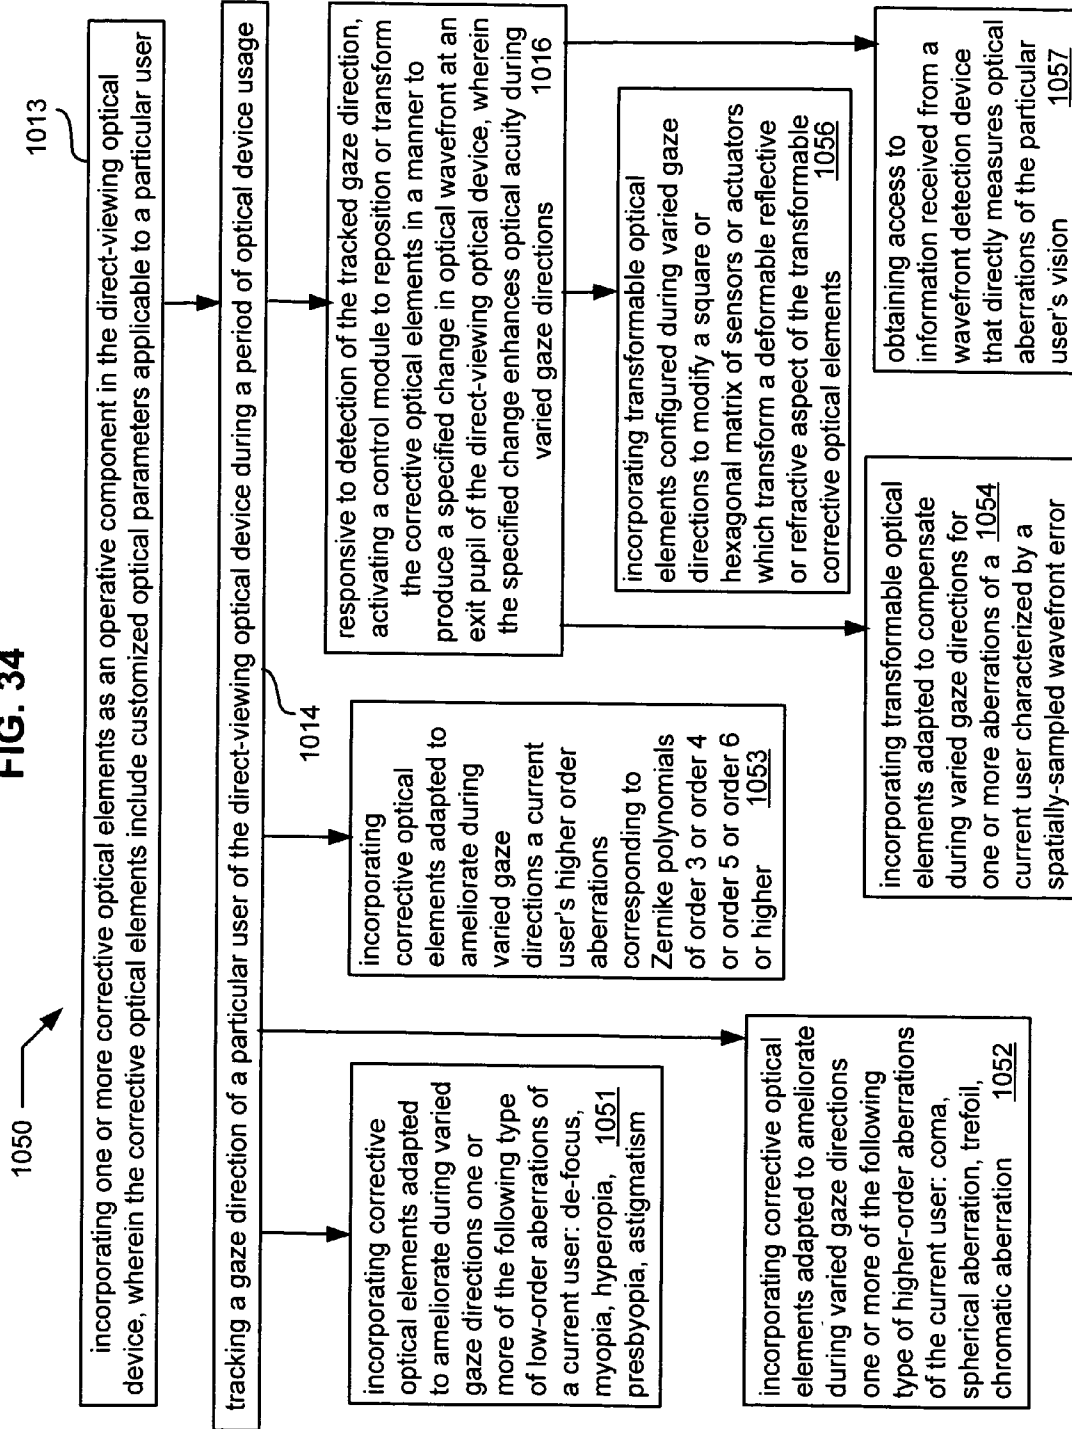 FIG. 34
1050
1013
incorporating one or more corrective optical elements as an operative component in the direct-viewing optical
device, wherein the corrective optical elements include customized optical parameters applicable to a particular user
tracking a gaze direction of a particular user of the direct-viewing optical device during a period of optical device usage
1014
incorporating corrective
optical elements adapted
to ameliorate during varied
gaze directions one or
more of the following type
of low-order aberrations of
a current user: de-focus,
myopia, hyperopia, 1051
presbyopia, astigmatism
incorporating
corrective optical
elements adapted to
ameliorate during
varied gaze
directions a current
user's higher order
aberrations
corresponding to
Zernike polynomials
of order 3 or order 4
or order 5 or order 6
or higher 1053
responsive to detection of the tracked gaze direction,
activating a control module to reposition or transform
the corrective optical elements in a manner to
produce a specified change in optical wavefront at an
exit pupil of the direct-viewing optical device, wherein
the specified change enhances optical acuity during
varied gaze directions 1016
incorporating transformable optical
elements configured during varied gaze
directions to modify a square or
hexagonal matrix of sensors or actuators
which transform a deformable reflective
or refractive aspect of the transformable
corrective optical elements 1056
incorporating corrective optical
elements adapted to ameliorate
during varied gaze directions
one or more of the following
type of higher-order aberrations
of the current user: coma,
spherical aberration, trefoil,
chromatic aberration 1052
incorporating transformable optical
elements adapted to compensate
during varied gaze directions for
one or more aberrations of a 1054
current user characterized by a
spatially-sampled wavefront error
obtaining access to
information received from a
wavefront detection device
that directly measures optical
aberrations of the particular
user's vision 1057